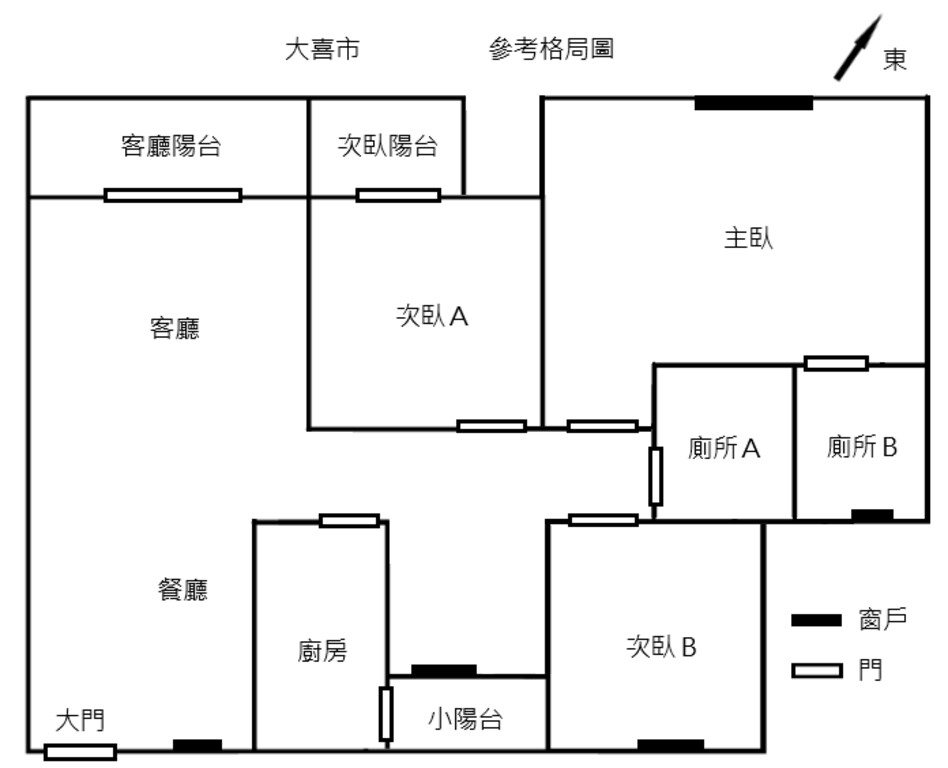 大喜市 參考格局圖
東
客廳陽台
次臥陽台
主臥
客廳
次臥A
廁所A
廁所B
餐廳
廚房
次臥B
窗戶
門
大門
小陽台